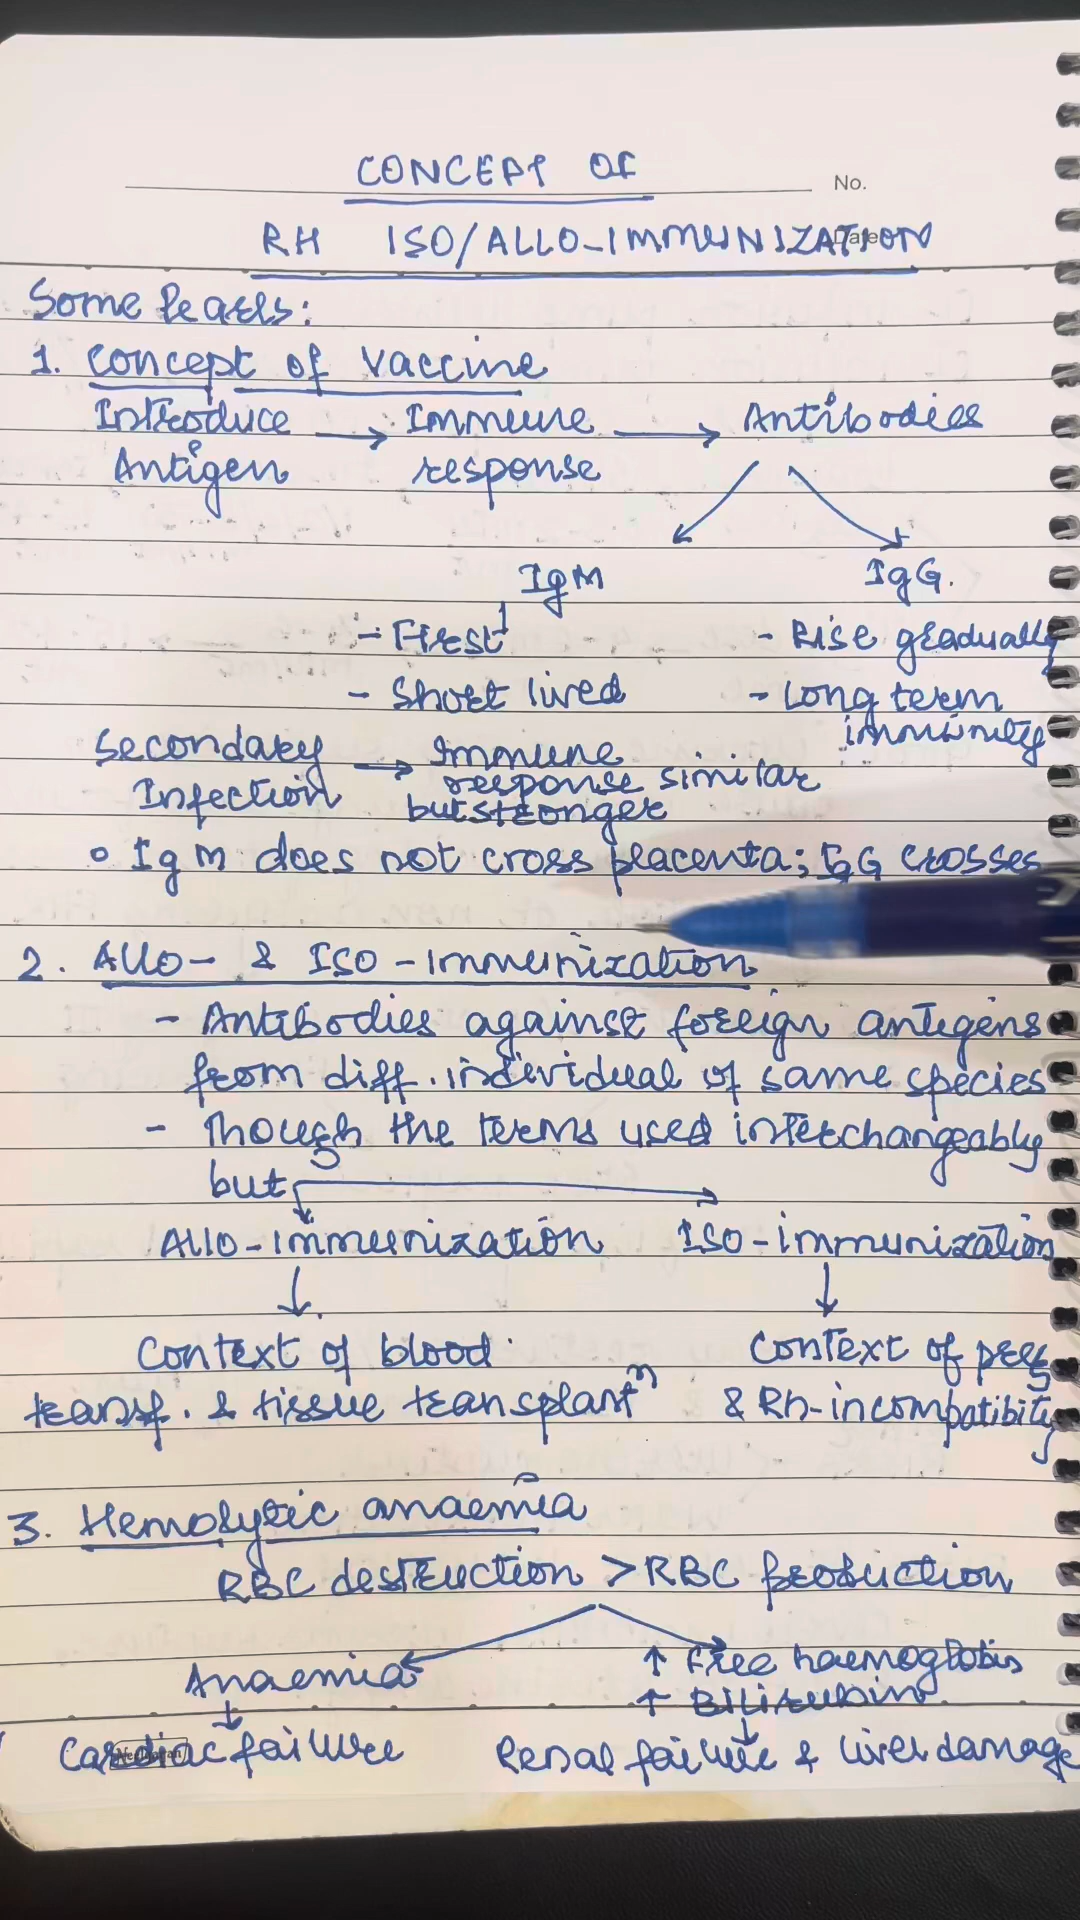 CONCEPT OF
No.
RH ISO/ALLO-IMMUNIZATION
Date
Some Pearls:
1. Concept of Vaccine
Introduce → Immune → Antibodies
Antigen response
IgM IgG.
- First - Rise gradually
- Short lived - Long term
immunity
Secondary → Immune
Infection response similar
but stronger
o IgM does not cross placenta; IgG crosses
2. Allo- & ISO-immunization
- Antibodies against foreign antigens
from diff. individual of same species
- Though the terms used interchangeably
but
Allo-immunization ISO-immunization
↓ ↓
Context of blood Context of preg
transf. & tissue transplantⁿ & Rh-incompatibity
3. Hemolytic anaemia
RBC destruction > RBC production
Anaemia ↑ Free haemoglobin
↑ Bilirubin
Cardiac failure Renal failure & liver damage